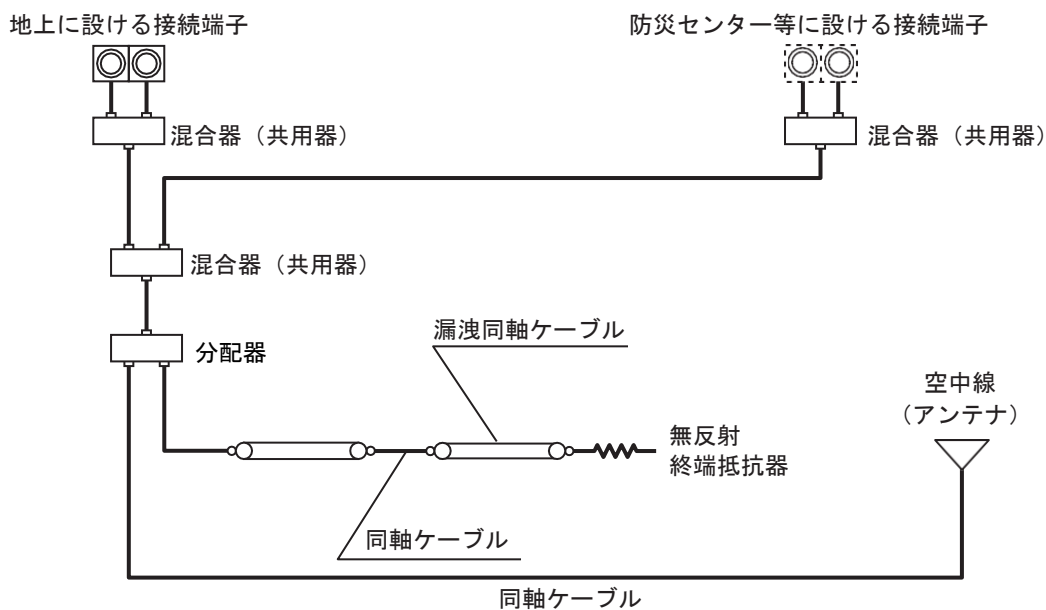 地上に設ける接続端子
防災センター等に設ける接続端子
混合器（共用器）
混合器（共用器）
混合器（共用器）
漏洩同軸ケーブル
分配器
空中線
（アンテナ）
無反射
終端抵抗器
同軸ケーブル
同軸ケーブル